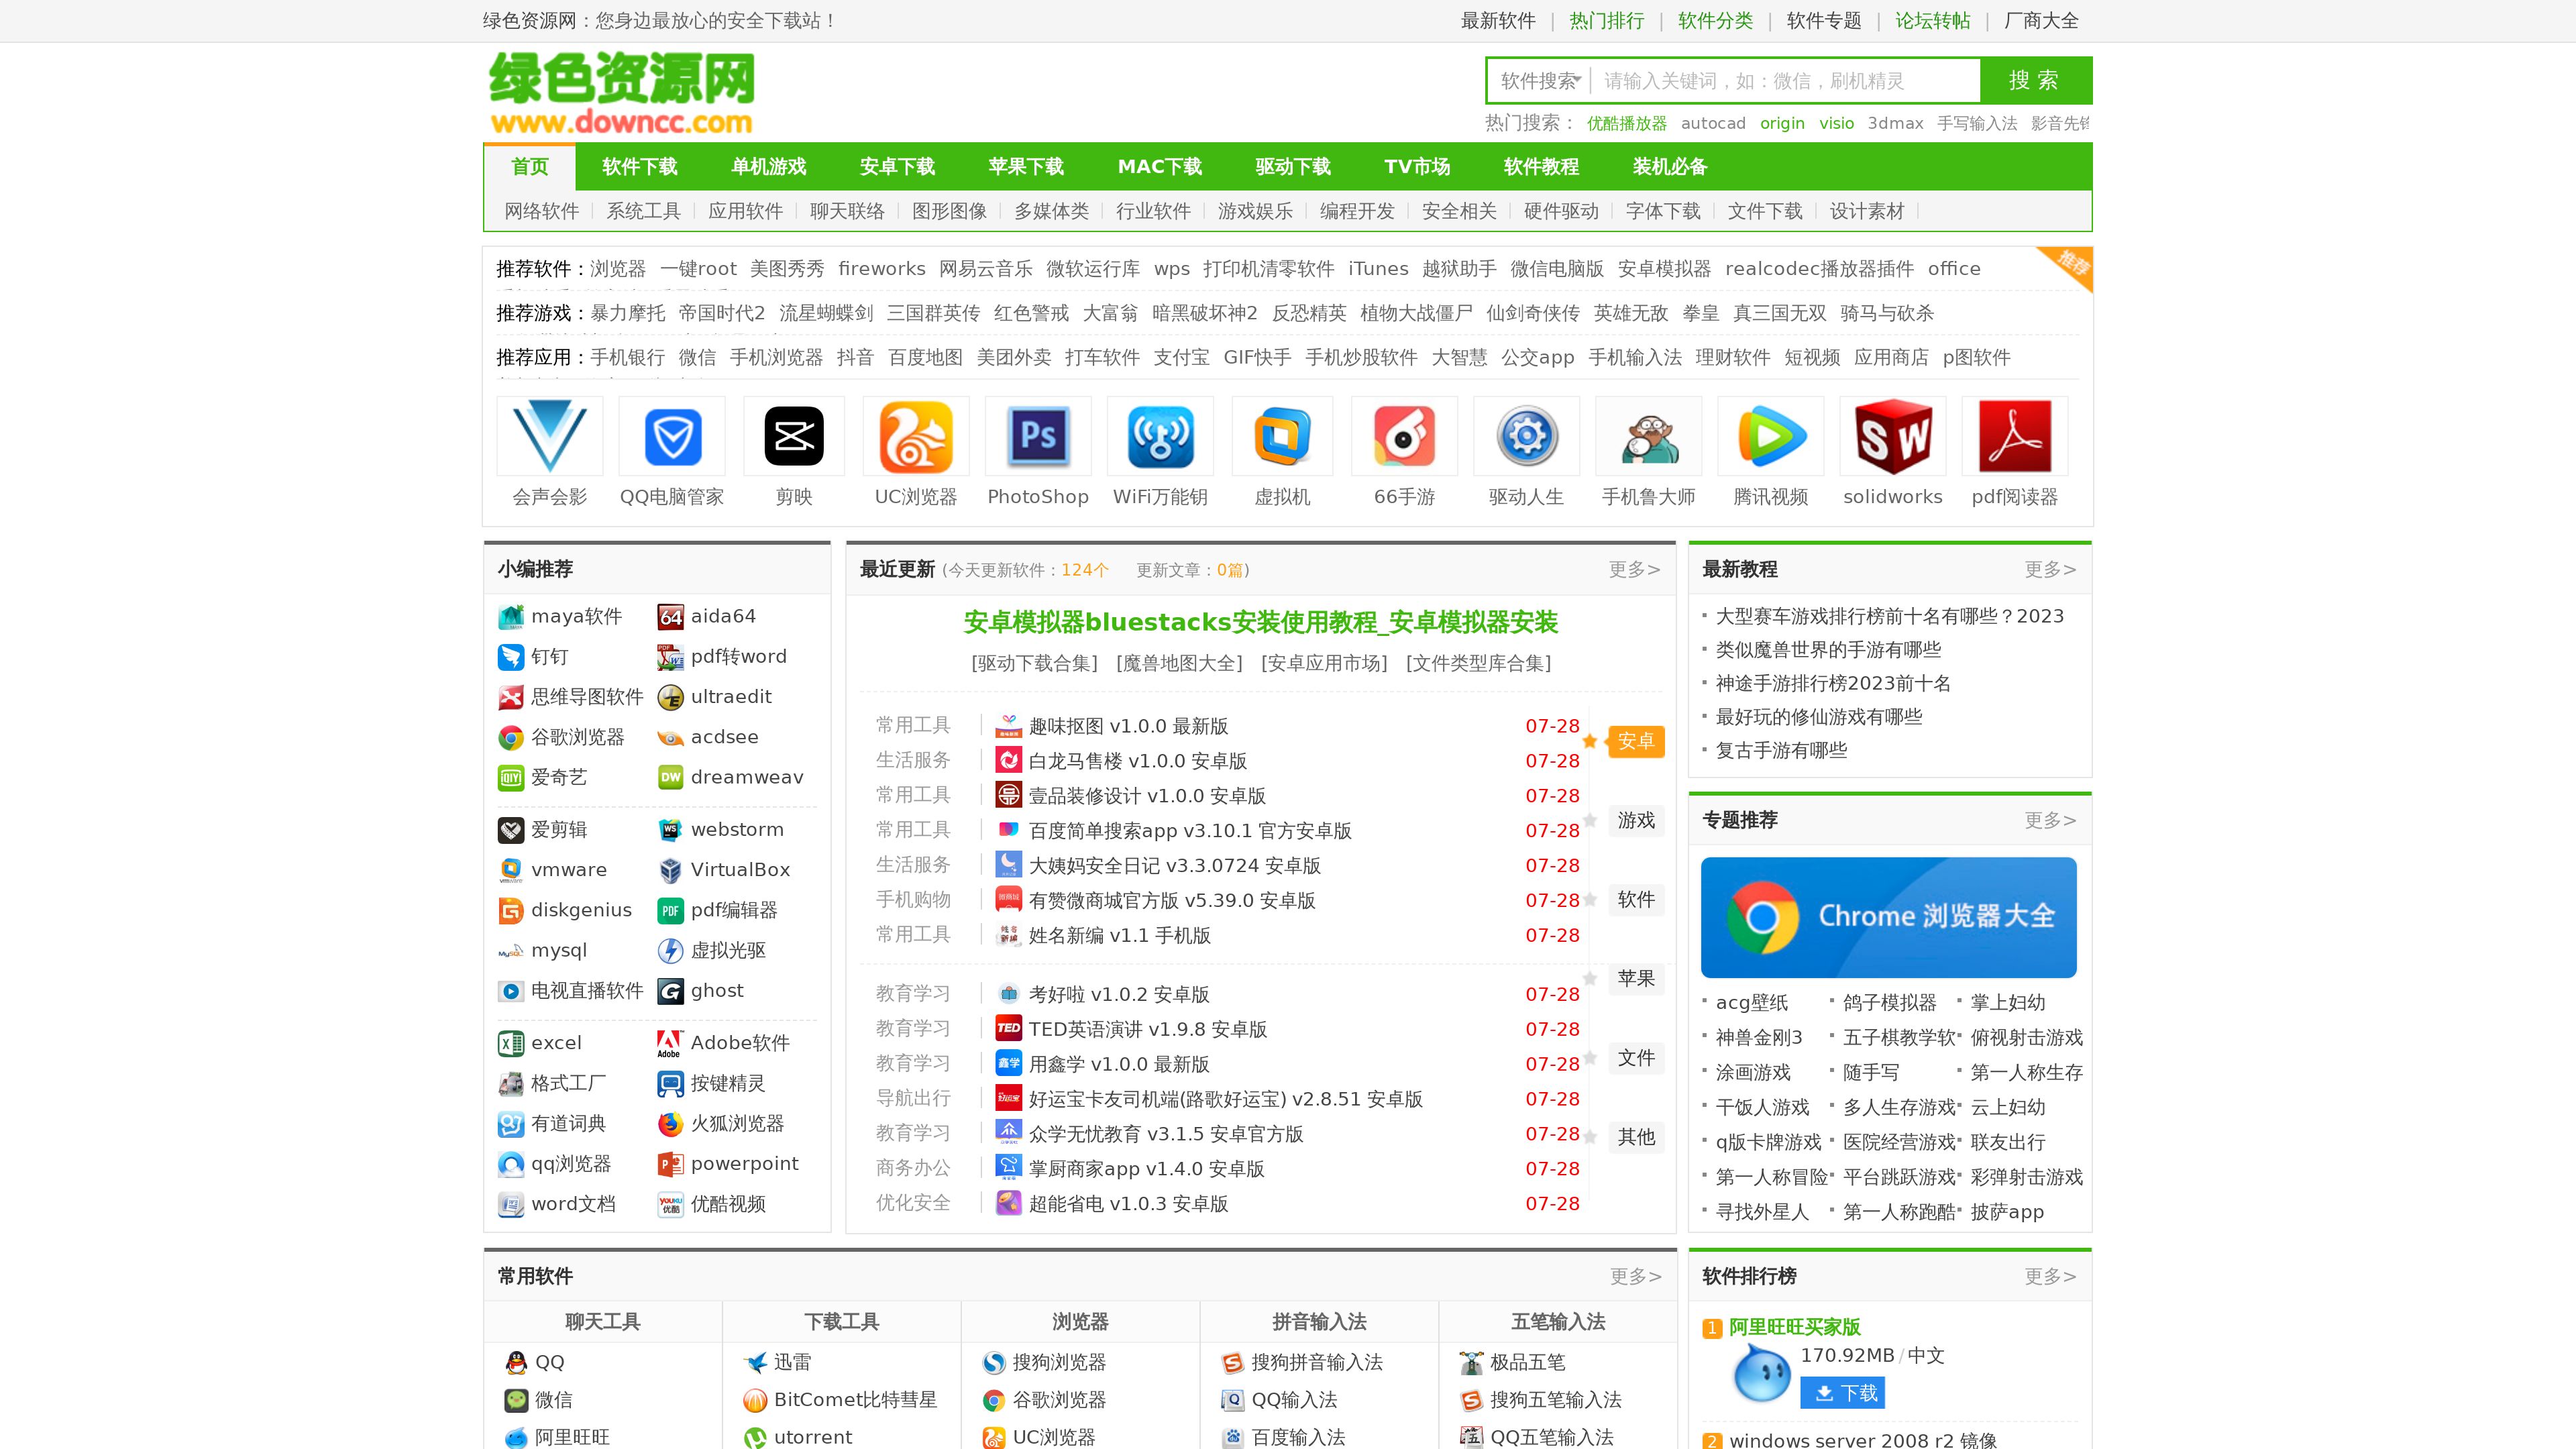 绿色资源网：您身边最放心的安全下载站！
最新软件 | 热门排行 | 软件分类 | 软件专题 | 论坛转帖 | 厂商大全
绿色资源网
www.downcc.com
软件搜索 请输入关键词，如：微信，刷机精灵 搜 索
热门搜索： 优酷播放器 autocad origin visio 3dmax 手写输入法 影音先锋
首页 软件下载 单机游戏 安卓下载 苹果下载 MAC下载 驱动下载 TV市场 软件教程 装机必备
网络软件 系统工具 应用软件 聊天联络 图形图像 多媒体类 行业软件 游戏娱乐 编程开发 安全相关 硬件驱动 字体下载 文件下载 设计素材
推荐软件：浏览器 一键root 美图秀秀 fireworks 网易云音乐 微软运行库 wps 打印机清零软件 iTunes 越狱助手 微信电脑版 安卓模拟器 realcodec播放器插件 office
推荐
推荐游戏：暴力摩托 帝国时代2 流星蝴蝶剑 三国群英传 红色警戒 大富翁 暗黑破坏神2 反恐精英 植物大战僵尸 仙剑奇侠传 英雄无敌 拳皇 真三国无双 骑马与砍杀
推荐应用：手机银行 微信 手机浏览器 抖音 百度地图 美团外卖 打车软件 支付宝 GIF快手 手机炒股软件 大智慧 公交app 手机输入法 理财软件 短视频 应用商店 p图软件
会声会影 QQ电脑管家 剪映 UC浏览器 PhotoShop WiFi万能钥 虚拟机 66手游 驱动人生 手机鲁大师 腾讯视频 solidworks pdf阅读器
小编推荐
maya软件 aida64
钉钉 pdf转word
思维导图软件 ultraedit
谷歌浏览器 acdsee
爱奇艺 dreamweav
爱剪辑 webstorm
vmware VirtualBox
diskgenius pdf编辑器
mysql 虚拟光驱
电视直播软件 ghost
excel Adobe软件
格式工厂 按键精灵
有道词典 火狐浏览器
qq浏览器 powerpoint
word文档 优酷视频
最近更新 (今天更新软件：124个 更新文章：0篇) 更多>
安卓模拟器bluestacks安装使用教程_安卓模拟器安装
[驱动下载合集] [魔兽地图大全] [安卓应用市场] [文件类型库合集]
常用工具 趣味抠图 v1.0.0 最新版 07-28
生活服务 白龙马售楼 v1.0.0 安卓版 07-28
常用工具 壹品装修设计 v1.0.0 安卓版 07-28
常用工具 百度简单搜索app v3.10.1 官方安卓版 07-28
生活服务 大姨妈安全日记 v3.3.0724 安卓版 07-28
手机购物 有赞微商城官方版 v5.39.0 安卓版 07-28
常用工具 姓名新编 v1.1 手机版 07-28
教育学习 考好啦 v1.0.2 安卓版 07-28
教育学习 TED英语演讲 v1.9.8 安卓版 07-28
教育学习 用鑫学 v1.0.0 最新版 07-28
导航出行 好运宝卡友司机端(路歌好运宝) v2.8.51 安卓版 07-28
教育学习 众学无忧教育 v3.1.5 安卓官方版 07-28
商务办公 掌厨商家app v1.4.0 安卓版 07-28
优化安全 超能省电 v1.0.3 安卓版 07-28
安卓
游戏
软件
苹果
文件
其他
最新教程 更多>
大型赛车游戏排行榜前十名有哪些？2023
类似魔兽世界的手游有哪些
神途手游排行榜2023前十名
最好玩的修仙游戏有哪些
复古手游有哪些
专题推荐 更多>
Chrome 浏览器大全
acg壁纸 鸽子模拟器 掌上妇幼
神兽金刚3 五子棋教学软 俯视射击游戏
涂画游戏 随手写 第一人称生存
干饭人游戏 多人生存游戏 云上妇幼
q版卡牌游戏 医院经营游戏 联友出行
第一人称冒险 平台跳跃游戏 彩弹射击游戏
寻找外星人 第一人称跑酷 披萨app
常用软件 更多>
聊天工具 下载工具 浏览器 拼音输入法 五笔输入法
QQ 迅雷 搜狗浏览器 搜狗拼音输入法 极品五笔
微信 BitComet比特彗星 谷歌浏览器 QQ输入法 搜狗五笔输入法
阿里旺旺 utorrent UC浏览器 百度输入法 QQ五笔输入法
软件排行榜 更多>
1 阿里旺旺买家版
170.92MB / 中文
下载
2 windows server 2008 r2 镜像